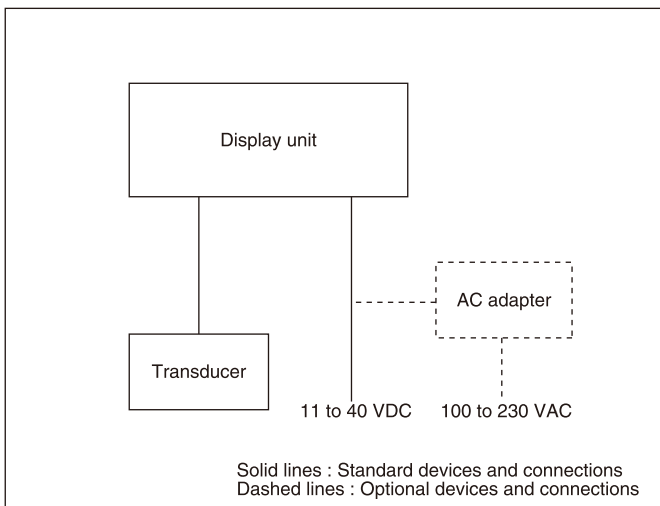 Display unit
AC adapter
Transducer
11 to 40 VDC
100 to 230 VAC
Solid lines : Standard devices and connections
Dashed lines : Optional devices and connections